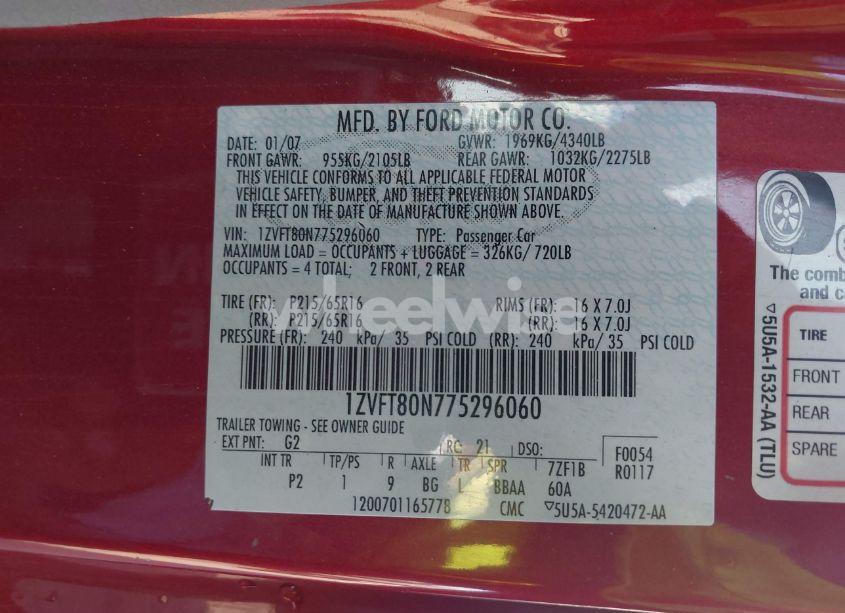 MFD. BY FORD MOTOR CO.
DATE: 01/07 GVWR: 1969KG/4340LB
FRONT GAWR: 955KG/2105LB REAR GAWR: 1032KG/2275LB
THIS VEHICLE CONFORMS TO ALL APPLICABLE FEDERAL MOTOR
VEHICLE SAFETY, BUMPER, AND THEFT PREVENTION STANDARDS
IN EFFECT ON THE DATE OF MANUFACTURE SHOWN ABOVE.
VIN: 1ZVFT80N775296060 TYPE: Passenger Car
MAXIMUM LOAD = OCCUPANTS + LUGGAGE = 326KG/ 720LB
OCCUPANTS = 4 TOTAL; 2 FRONT, 2 REAR
TIRE (FR): P215/65R16 RIMS (FR): 16 X 7.0J
(RR): P215/65R16 (RR): 16 X 7.0J
wheelwise
PRESSURE (FR): 240 kPa/ 35 PSI COLD (RR): 240 kPa/ 35 PSI COLD
1ZVFT80N775296060
TRAILER TOWING - SEE OWNER GUIDE
EXT PNT: G2 RC: 21 DSO: F0054
INT TR TP/PS R AXLE TR SPR 7ZF1B R0117
P2 1 9 BG L BBAA 60A
1200701165778 CMC ▽5U5A-5420472-AA
The comb
and c
TIRE
FRONT
REAR
SPARE
▽5U5A-1532-AA (TLU)